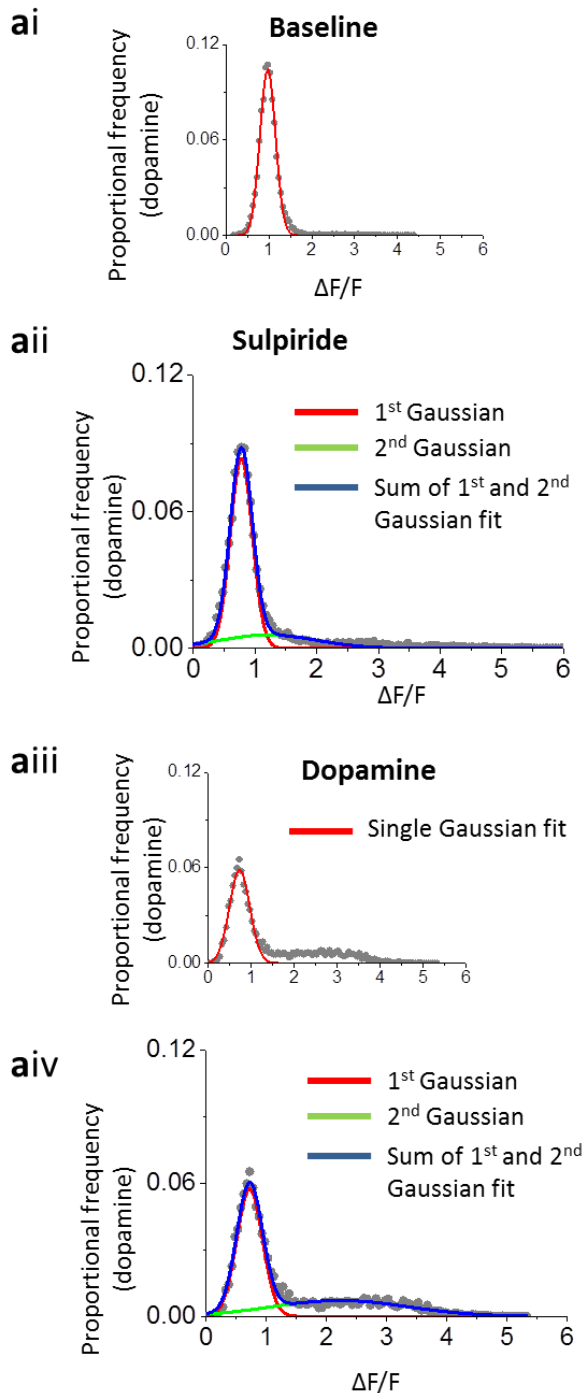 ai
Baseline
Proportional frequency
(dopamine)
0.12
0.06
0.00
0 1 2 3 4 5 6
ΔF/F
aii
Sulpiride
Proportional frequency
(dopamine)
0.12
0.06
0.00
1st Gaussian
2nd Gaussian
Sum of 1st and 2nd
Gaussian fit
0 1 2 3 4 5 6
ΔF/F
aiii
Dopamine
Proportional frequency
(dopamine)
0.12
0.06
0.00
Single Gaussian fit
0 1 2 3 4 5 6
aiv
Proportional frequency
(dopamine)
0.12
0.06
0.00
1st Gaussian
2nd Gaussian
Sum of 1st and 2nd
Gaussian fit
0 1 2 3 4 5 6
ΔF/F